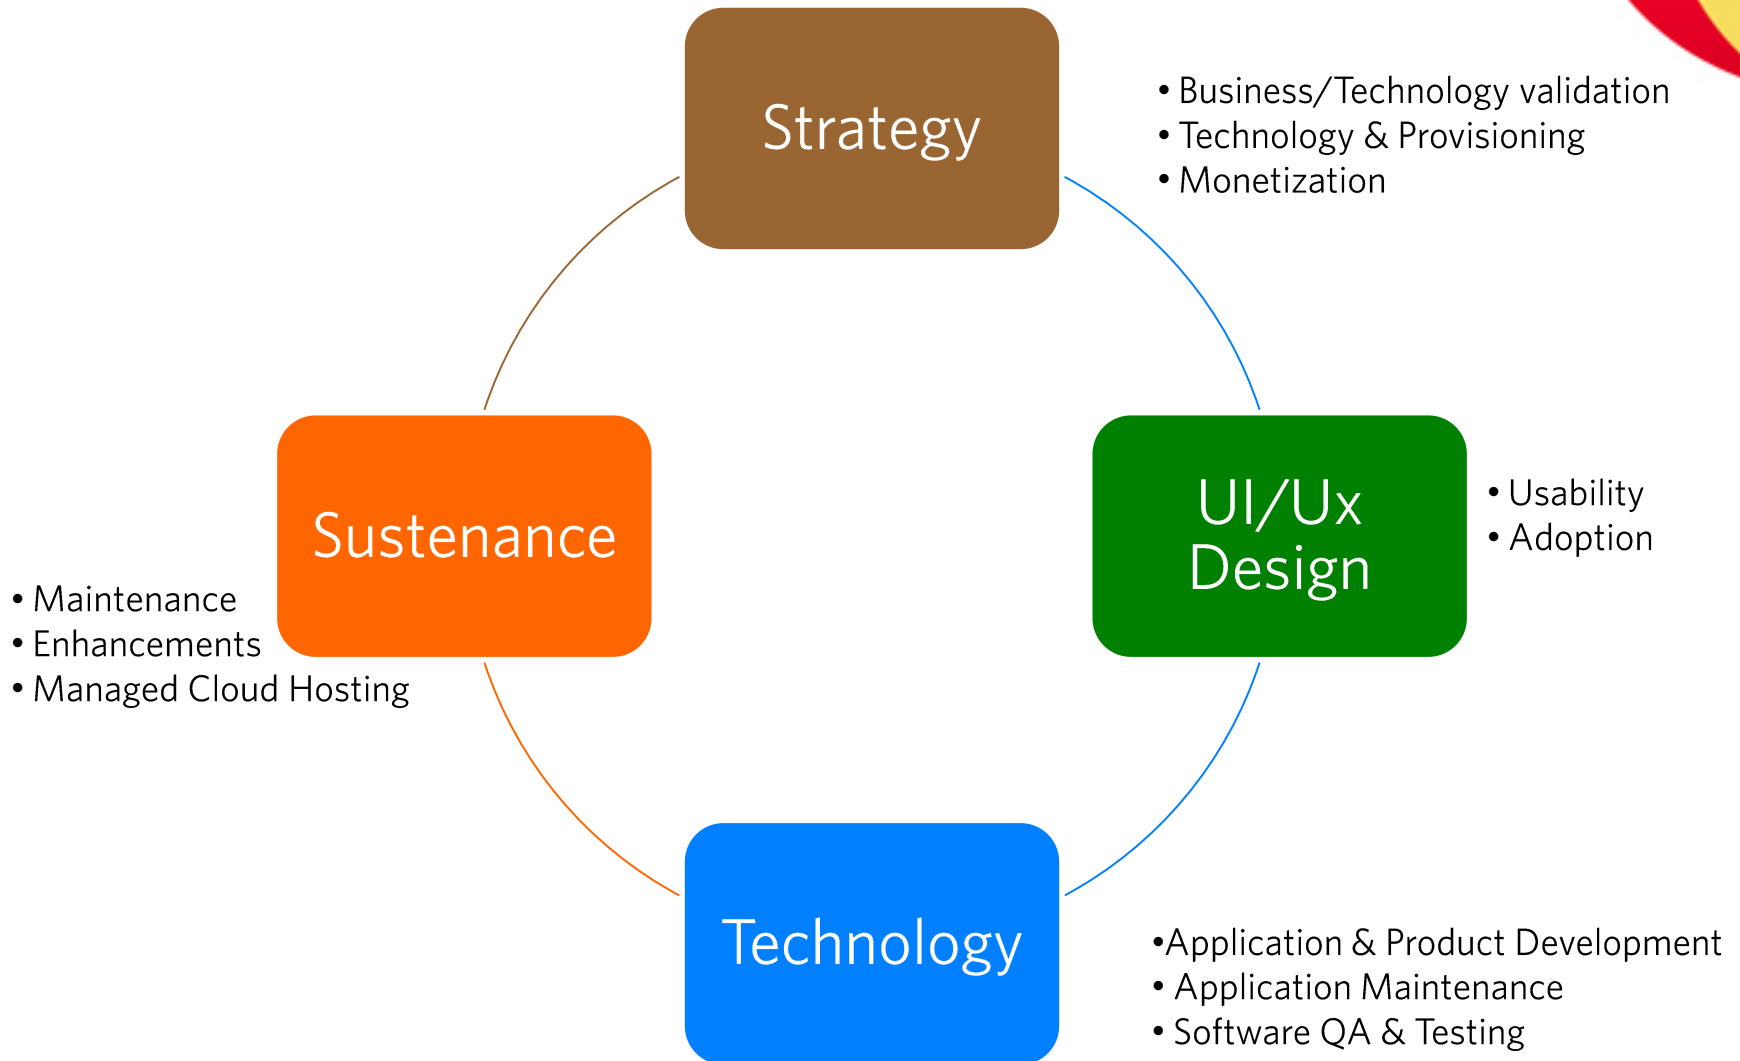 Strategy
• Business/Technology validation
• Technology & Provisioning
• Monetization
UI/Ux
Design
• Usability
• Adoption
Technology
•Application & Product Development
• Application Maintenance
• Software QA & Testing
Sustenance
• Maintenance
• Enhancements
• Managed Cloud Hosting